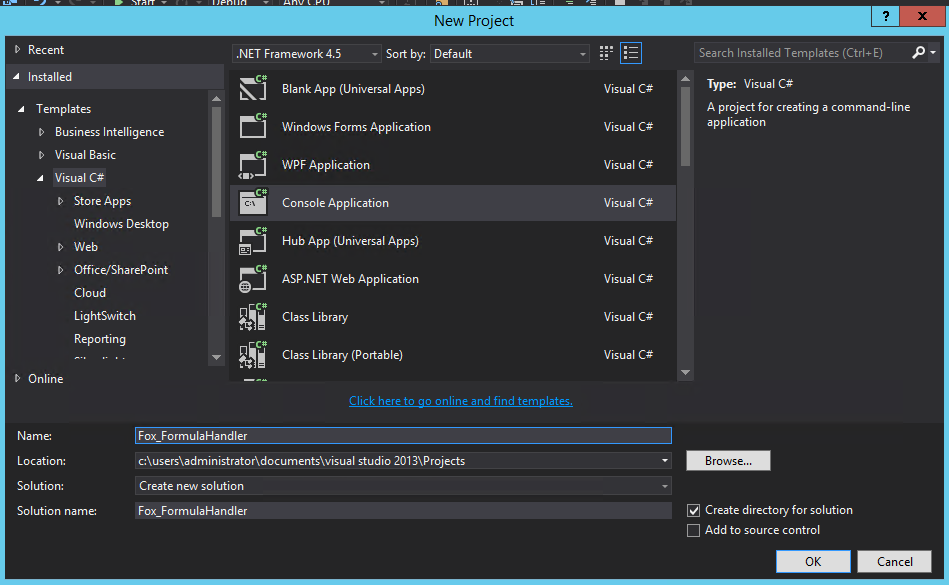 Start
Debug
Any CPU
New Project
?
x
Recent
.NET Framework 4.5
Sort by:
Default
Search Installed Templates (Ctrl+E)
Installed
Templates
Business Intelligence
Visual Basic
Visual C#
Store Apps
Windows Desktop
Web
Office/SharePoint
Cloud
LightSwitch
Reporting
Online
C# Blank App (Universal Apps) Visual C#
C# Windows Forms Application Visual C#
C# WPF Application Visual C#
C# C:\ Console Application Visual C#
C# Hub App (Universal Apps) Visual C#
C# ASP.NET Web Application Visual C#
C# Class Library Visual C#
C# Class Library (Portable) Visual C#
Type: Visual C#
A project for creating a command-line
application
Click here to go online and find templates.
Name: Fox_FormulaHandler
Location: c:\users\administrator\documents\visual studio 2013\Projects
Browse...
Solution: Create new solution
Solution name: Fox_FormulaHandler
Create directory for solution
Add to source control
OK
Cancel